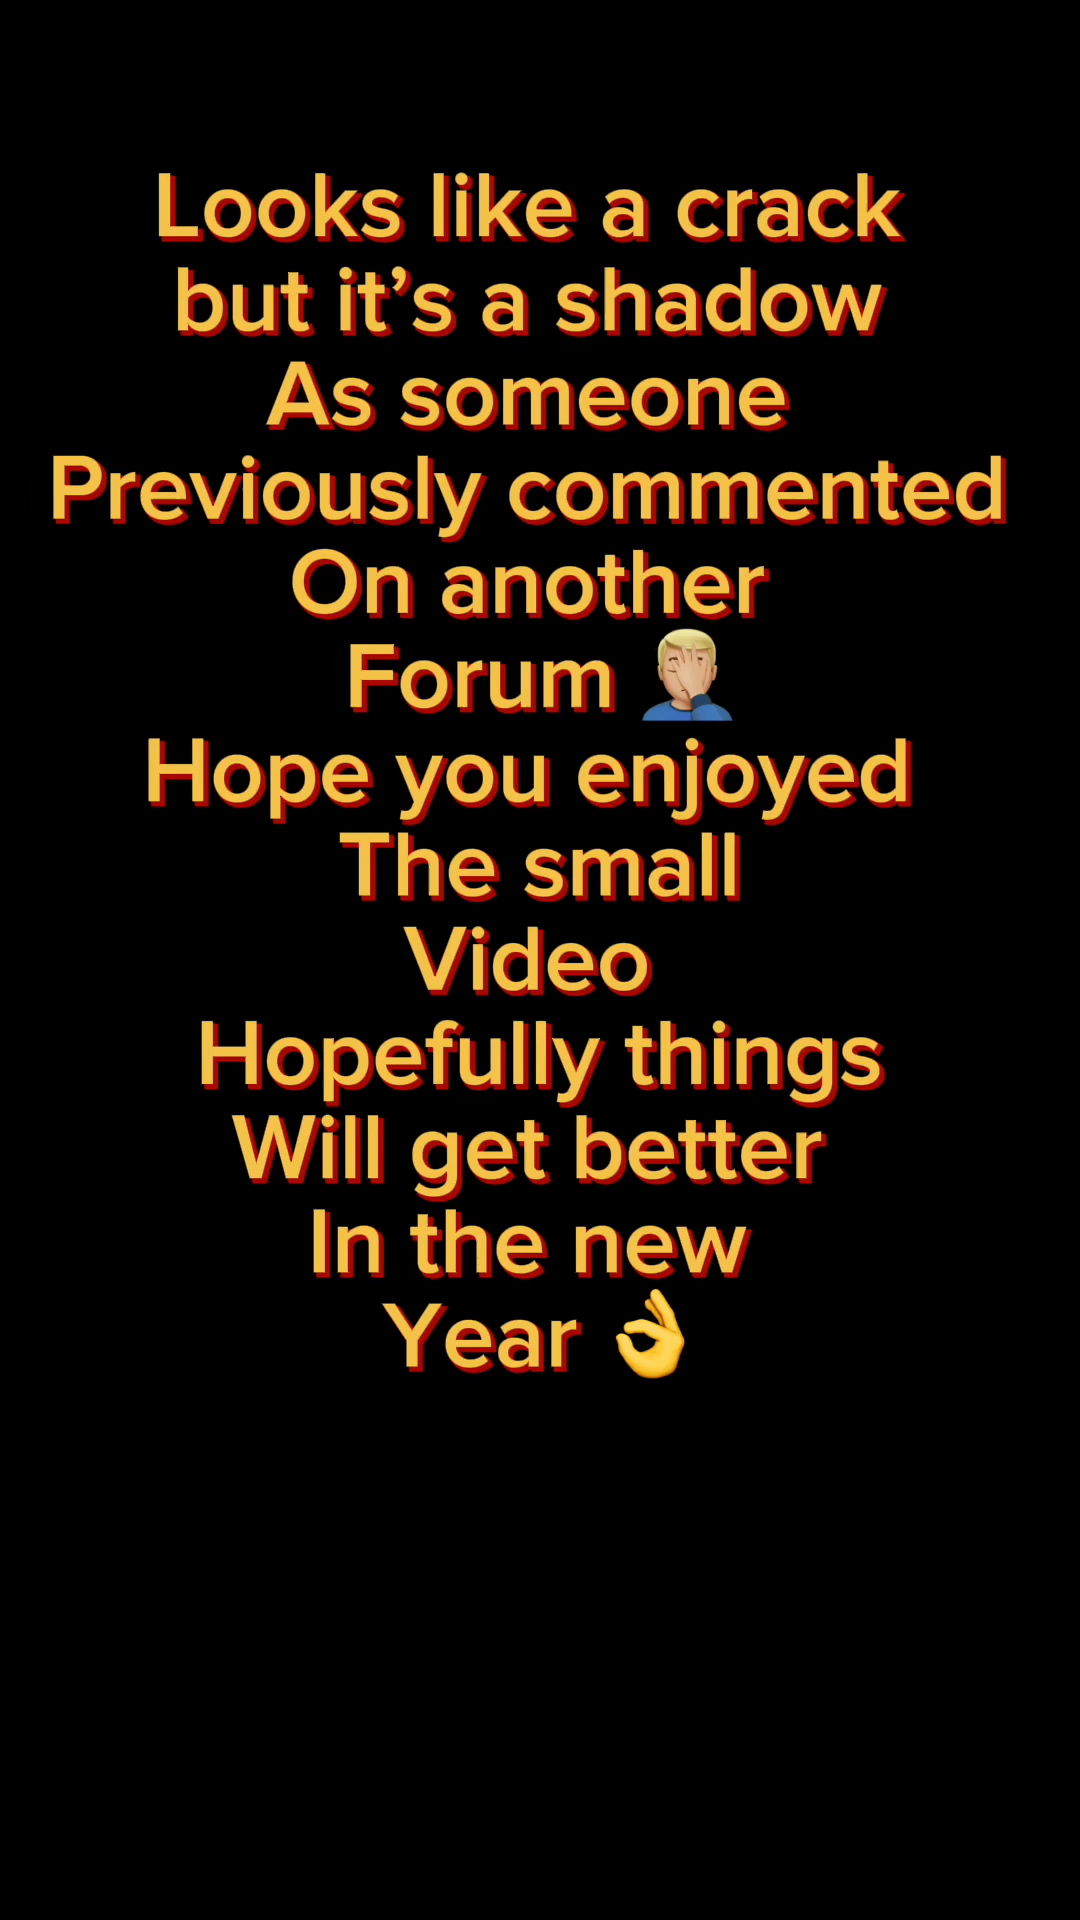 Looks like a crack
but it’s a shadow
As someone
Previously commented
On another
Forum 🤦🏼‍♂️
Hope you enjoyed
The small
Video
Hopefully things
Will get better
In the new
Year 👌